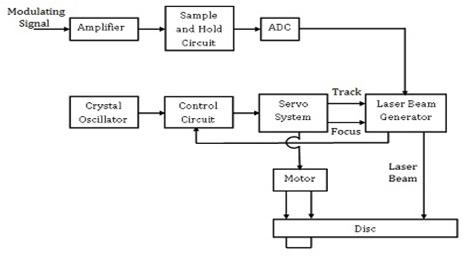 Modulating
Signal
Amplifier
Sample
and Hold
Circuit
ADC
Crystal
Oscillator
Control
Circuit
Servo
System
Track
Focus
Laser Beam
Generator
Motor
Laser
Beam
Disc